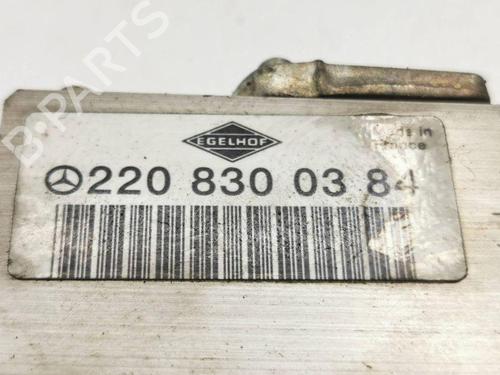 B-PARTS
EGELHOF
Made in
France
220 830 03 84